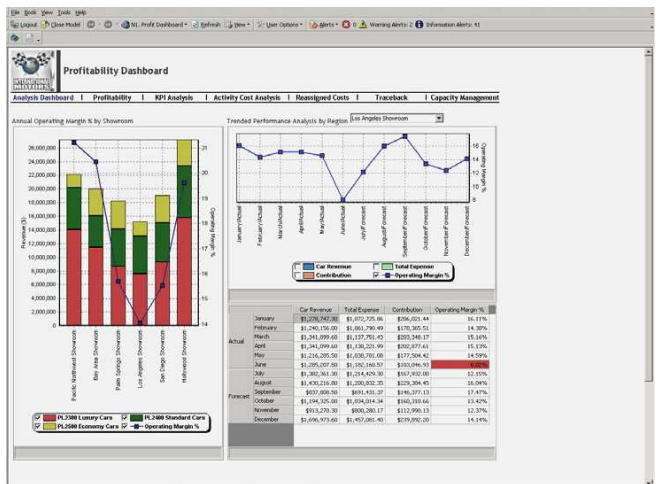 File Book View Tools Help
Logout Close Model N1. Profit Dashboard Refresh View User Options Alerts 0 Warning Alerts: 2 Information Alerts: 41
INTERNATIONAL MOTORS
Profitability Dashboard
Analysis Dashboard | Profitability | KPI Analysis | Activity Cost Analysis | Reassigned Costs | Traceback | Capacity Management
Annual Operating Margin % by Showroom
Trended Performance Analysis by Region Los Angeles Showroom
Revenue ($)
26,000,000
24,000,000
22,000,000
20,000,000
18,000,000
16,000,000
14,000,000
12,000,000
10,000,000
8,000,000
6,000,000
4,000,000
2,000,000
0
21
20
19
18
17
16
15
14
Operating Margin %
Pacific Northwest Showroom
Bay Area Showroom
Palm Springs Showroom
Los Angeles Showroom
San Diego Showroom
Hollywood Showroom
PL2300 Luxury Cars PL2400 Standard Cars
PL2500 Economy Cars Operating Margin %
16
14
12
10
8
Operating Margin %
January/Actual
February/Actual
March/Actual
April/Actual
May/Actual
June/Actual
July/Forecast
August/Forecast
September/Forecast
October/Forecast
November/Forecast
December/Forecast
Car Revenue Total Expense
Contribution Operating Margin %
Car Revenue Total Expense Contribution Operating Margin %
Actual
January $1,278,747.30 $1,072,725.86 $206,021.44 16.11%
February $1,240,156.00 $1,061,790.49 $178,365.51 14.38%
March $1,341,099.60 $1,137,751.43 $203,348.17 15.16%
April $1,341,099.60 $1,138,221.99 $202,877.61 15.13%
May $1,216,205.50 $1,038,701.08 $177,504.42 14.59%
June $1,285,207.50 $1,182,160.57 $103,046.93 8.02%
Forecast
July $1,382,361.30 $1,214,429.30 $167,932.00 12.15%
August $1,430,216.80 $1,200,832.35 $229,384.45 16.04%
September $837,808.50 $691,431.37 $146,377.13 17.47%
October $1,194,325.00 $1,034,014.34 $160,310.66 13.42%
November $913,270.30 $800,280.17 $112,990.13 12.37%
December $1,696,973.60 $1,457,081.40 $239,892.20 14.14%